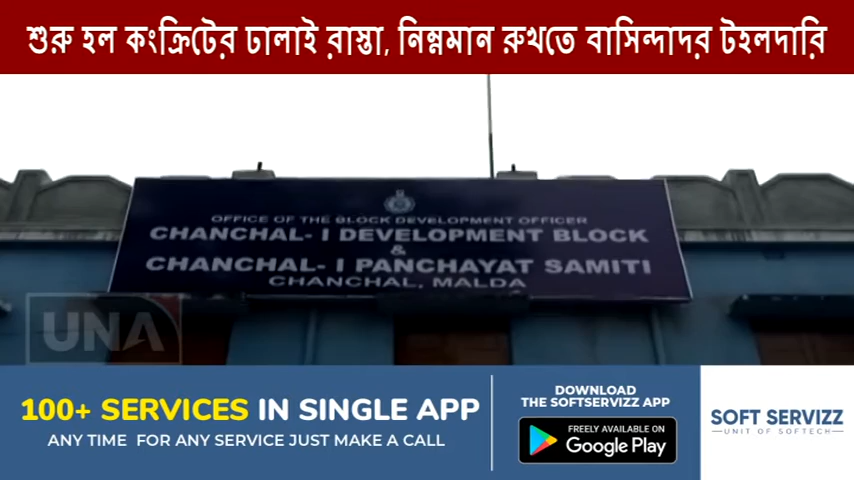 শুরু হল কংক্রিটের ঢালাই রাস্তা, নিম্নমান রুখতে বাসিন্দাদর টহলদারি
OFFICE OF THE BLOCK DEVELOPMENT OFFICER
CHANCHAL- I DEVELOPMENT BLOCK
&
CHANCHAL- I PANCHAYAT SAMITI
CHANCHAL, MALDA
UNA
100+ SERVICES IN SINGLE APP
ANY TIME FOR ANY SERVICE JUST MAKE A CALL
DOWNLOAD
THE SOFTSERVIZZ APP
FREELY AVAILABLE ON
Google Play
SOFT SERVIZZ
UNIT OF SOFTECH